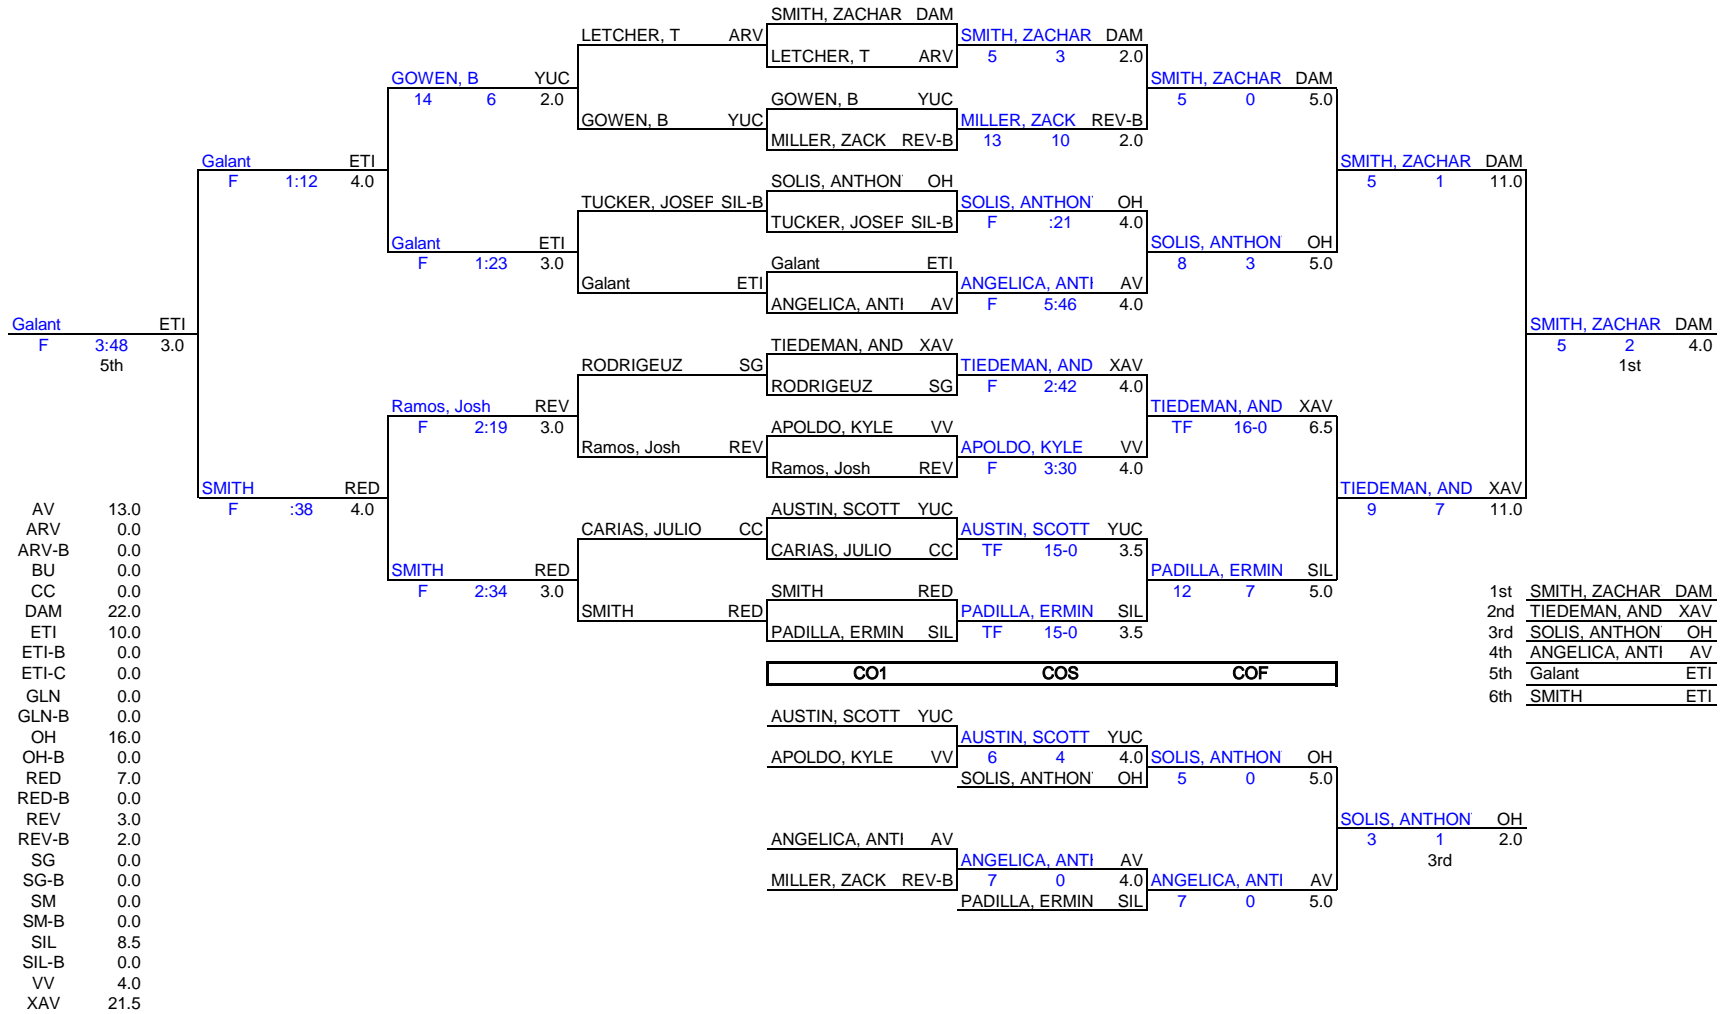 SMITH, ZACHAR DAM
LETCHER, T ARV SMITH, ZACHAR DAM
LETCHER, T ARV 5 3 2.0
GOWEN, B YUC SMITH, ZACHAR DAM
14 6 2.0 GOWEN, B YUC 5 0 5.0
GOWEN, B YUC MILLER, ZACK REV-B
MILLER, ZACK REV-B 13 10 2.0
Galant ETI SMITH, ZACHAR DAM
F 1:12 4.0 SOLIS, ANTHON OH 5 1 11.0
TUCKER, JOSEF SIL-B SOLIS, ANTHON OH
TUCKER, JOSEF SIL-B F :21 4.0
Galant ETI SOLIS, ANTHON OH
F 1:23 3.0 Galant ETI 8 3 5.0
Galant ETI ANGELICA, ANTH AV
ANGELICA, ANTH AV F 5:46 4.0
Galant ETI SMITH, ZACHAR DAM
F 3:48 3.0 TIEDEMAN, AND XAV 5 2 4.0
5th RODRIGEUZ SG TIEDEMAN, AND XAV 1st
RODRIGEUZ SG F 2:42 4.0
Ramos, Josh REV TIEDEMAN, AND XAV
F 2:19 3.0 APOLDO, KYLE VV TF 16-0 6.5
Ramos, Josh REV APOLDO, KYLE VV
Ramos, Josh REV F 3:30 4.0
SMITH RED TIEDEMAN, AND XAV
AV 13.0 F :38 4.0 AUSTIN, SCOTT YUC 9 7 11.0
ARV 0.0 CARIAS, JULIO CC AUSTIN, SCOTT YUC
ARV-B 0.0 CARIAS, JULIO CC TF 15-0 3.5
BU 0.0 SMITH RED PADILLA, ERMIN SIL
CC 0.0 F 2:34 3.0 SMITH RED 12 7 5.0 1st SMITH, ZACHAR DAM
DAM 22.0 SMITH RED PADILLA, ERMIN SIL 2nd TIEDEMAN, AND XAV
ETI 10.0 PADILLA, ERMIN SIL TF 15-0 3.5 3rd SOLIS, ANTHON OH
ETI-B 0.0 4th ANGELICA, ANTH AV
ETI-C 0.0 CO1 COS COF 5th Galant ETI
GLN 0.0 6th SMITH ETI
GLN-B 0.0 AUSTIN, SCOTT YUC
OH 16.0 AUSTIN, SCOTT YUC
OH-B 0.0 APOLDO, KYLE VV 6 4 4.0 SOLIS, ANTHON OH
RED 7.0 SOLIS, ANTHON OH 5 0 5.0
RED-B 0.0
REV 3.0 SOLIS, ANTHON OH
REV-B 2.0 ANGELICA, ANTH AV 3 1 2.0
SG 0.0 ANGELICA, ANTH AV 3rd
SG-B 0.0 MILLER, ZACK REV-B 7 0 4.0 ANGELICA, ANTH AV
SM 0.0 PADILLA, ERMIN SIL 7 0 5.0
SM-B 0.0
SIL 8.5
SIL-B 0.0
VV 4.0
XAV 21.5